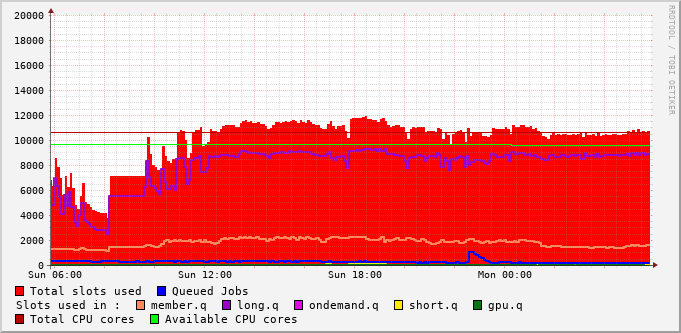 RRDTOOL / TOBI OETIKER
20000
18000
16000
14000
12000
10000
8000
6000
4000
2000
0
Sun 06:00 Sun 12:00 Sun 18:00 Mon 00:00
Total slots used Queued Jobs
Slots used in : member.q long.q ondemand.q short.q gpu.q
Total CPU cores Available CPU cores